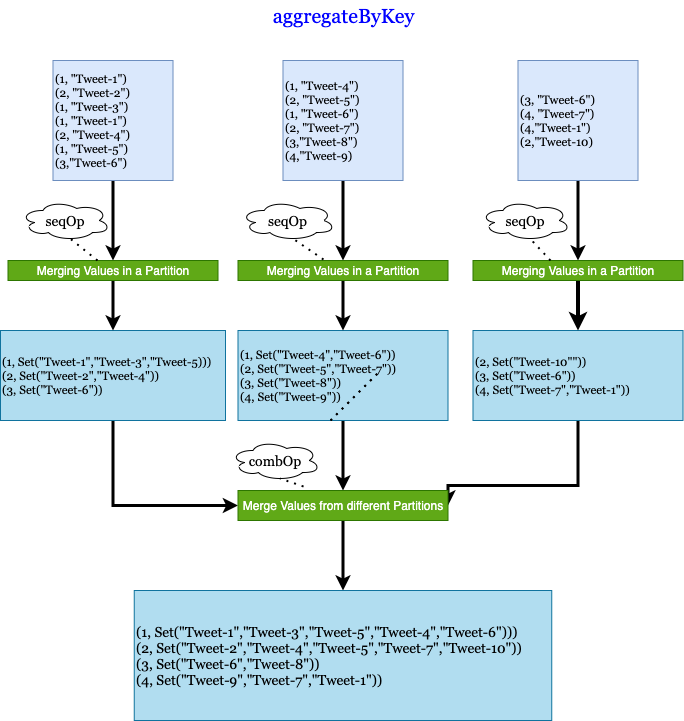 aggregateByKey
(1, "Tweet-1")
(2, "Tweet-2")
(1, "Tweet-3")
(1, "Tweet-1")
(2, "Tweet-4")
(1, "Tweet-5")
(3,"Tweet-6")
(1, "Tweet-4")
(2, "Tweet-5")
(1, "Tweet-6")
(2, "Tweet-7")
(3,"Tweet-8")
(4,"Tweet-9)
(3, "Tweet-6")
(4, "Tweet-7")
(4,"Tweet-1")
(2,"Tweet-10)
seqOp
seqOp
seqOp
Merging Values in a Partition
Merging Values in a Partition
Merging Values in a Partition
(1, Set("Tweet-1","Tweet-3","Tweet-5)))
(2, Set("Tweet-2","Tweet-4"))
(3, Set("Tweet-6"))
(1, Set("Tweet-4","Tweet-6"))
(2, Set("Tweet-5","Tweet-7"))
(3, Set("Tweet-8"))
(4, Set("Tweet-9"))
(2, Set("Tweet-10""))
(3, Set("Tweet-6"))
(4, Set("Tweet-7","Tweet-1"))
combOp
Merge Values from different Partitions
(1, Set("Tweet-1","Tweet-3","Tweet-5","Tweet-4","Tweet-6")))
(2, Set("Tweet-2","Tweet-4","Tweet-5","Tweet-7","Tweet-10"))
(3, Set("Tweet-6","Tweet-8"))
(4, Set("Tweet-9","Tweet-7","Tweet-1"))